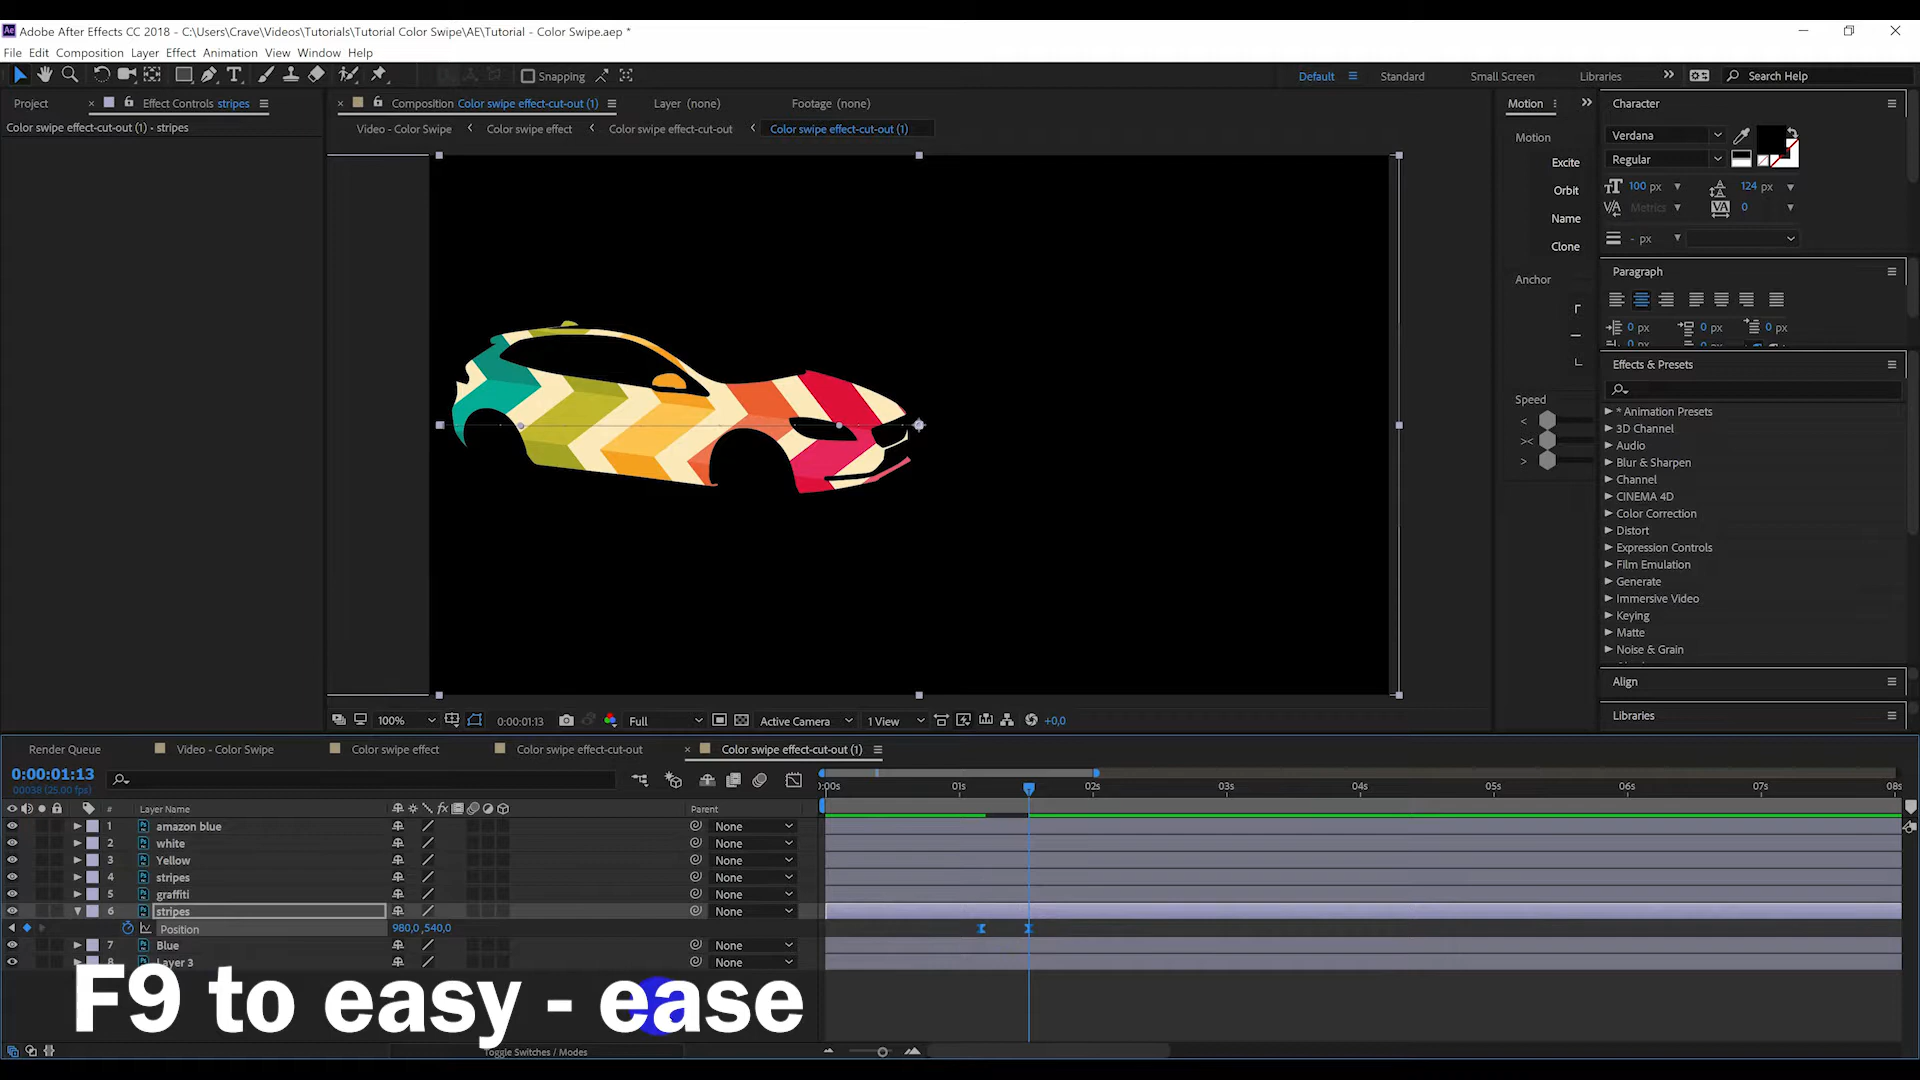 Adobe After Effects CC 2018 - C:\Users\Crave\Videos\Tutorials\Tutorial Color Swipe\AE\Tutorial - Color Swipe.aep *
File Edit Composition Layer Effect Animation View Window Help
Snapping
Default Standard Small Screen Libraries Search Help
Project Effect Controls stripes
Composition Color swipe effect-cut-out (1) Layer (none) Footage (none)
Motion Character
Color swipe effect-cut-out (1) - stripes
Video - Color Swipe Color swipe effect Color swipe effect-cut-out Color swipe effect-cut-out (1)
Motion
Excite
Orbit
Name
Clone
Anchor
Speed
<
><
>
Verdana
Regular
100 px 124 px
Metrics 0
- px
Paragraph
0 px 0 px 0 px
0 px 0 px
Effects & Presets
* Animation Presets
3D Channel
Audio
Blur & Sharpen
Channel
CINEMA 4D
Color Correction
Distort
Expression Controls
Film Emulation
Generate
Immersive Video
Keying
Matte
Noise & Grain
Align
Libraries
100% 0:00:01:13 Full Active Camera 1 View +0,0
Render Queue Video - Color Swipe Color swipe effect Color swipe effect-cut-out Color swipe effect-cut-out (1)
0:00:01:13
00038 (25.00 fps)
:00s 01s 02s 03s 04s 05s 06s 07s 08s
# Layer Name fx Parent
1 amazon blue None
2 white None
3 Yellow None
4 stripes None
5 graffiti None
6 stripes None
Position 980,0 ,540,0
7 Blue None
8 Layer 3 None
F9 to easy - ease
Toggle Switches / Modes